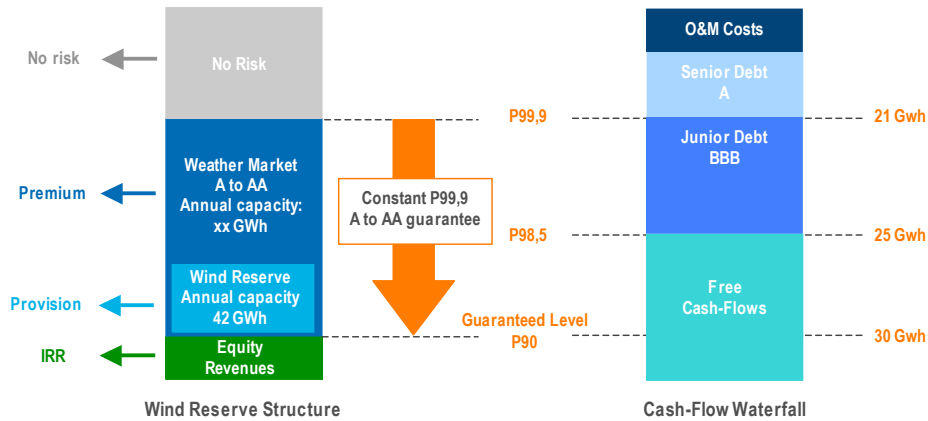 No risk
Premium
Provision
IRR
No Risk
Weather Market
A to AA
Annual capacity:
xx GWh
Wind Reserve
Annual capacity
42 GWh
Equity
Revenues
Wind Reserve Structure
Constant P99,9
A to AA guarantee
P99,9
P98,5
Guaranteed Level
P90
O&M Costs
Senior Debt
A
Junior Debt
BBB
Free
Cash-Flows
Cash-Flow Waterfall
21 Gwh
25 Gwh
30 Gwh